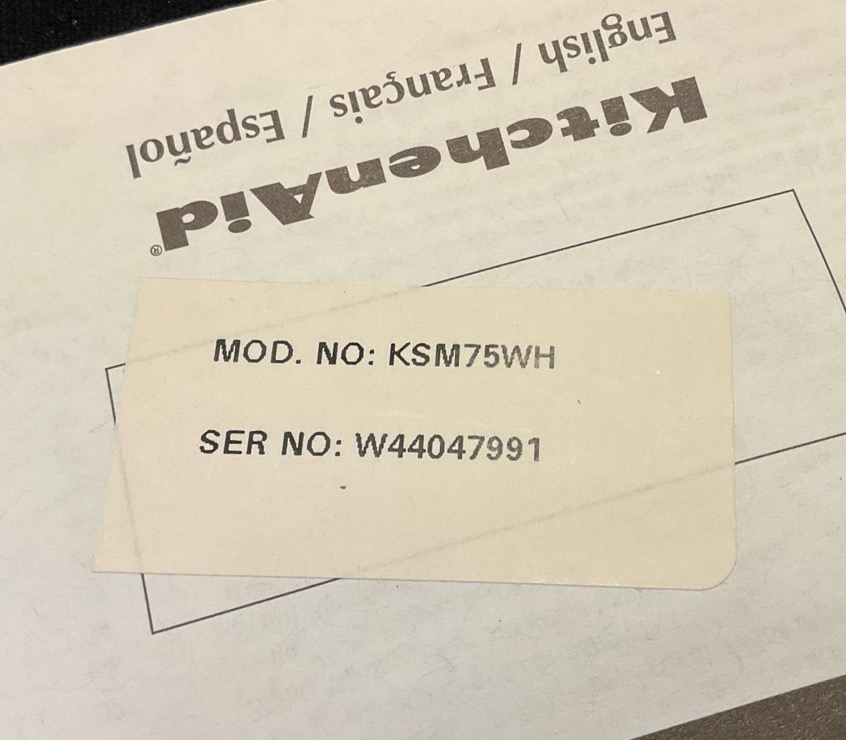 English / Français / Español
KitchenAid®
MOD. NO: KSM75WH
SER NO: W44047991